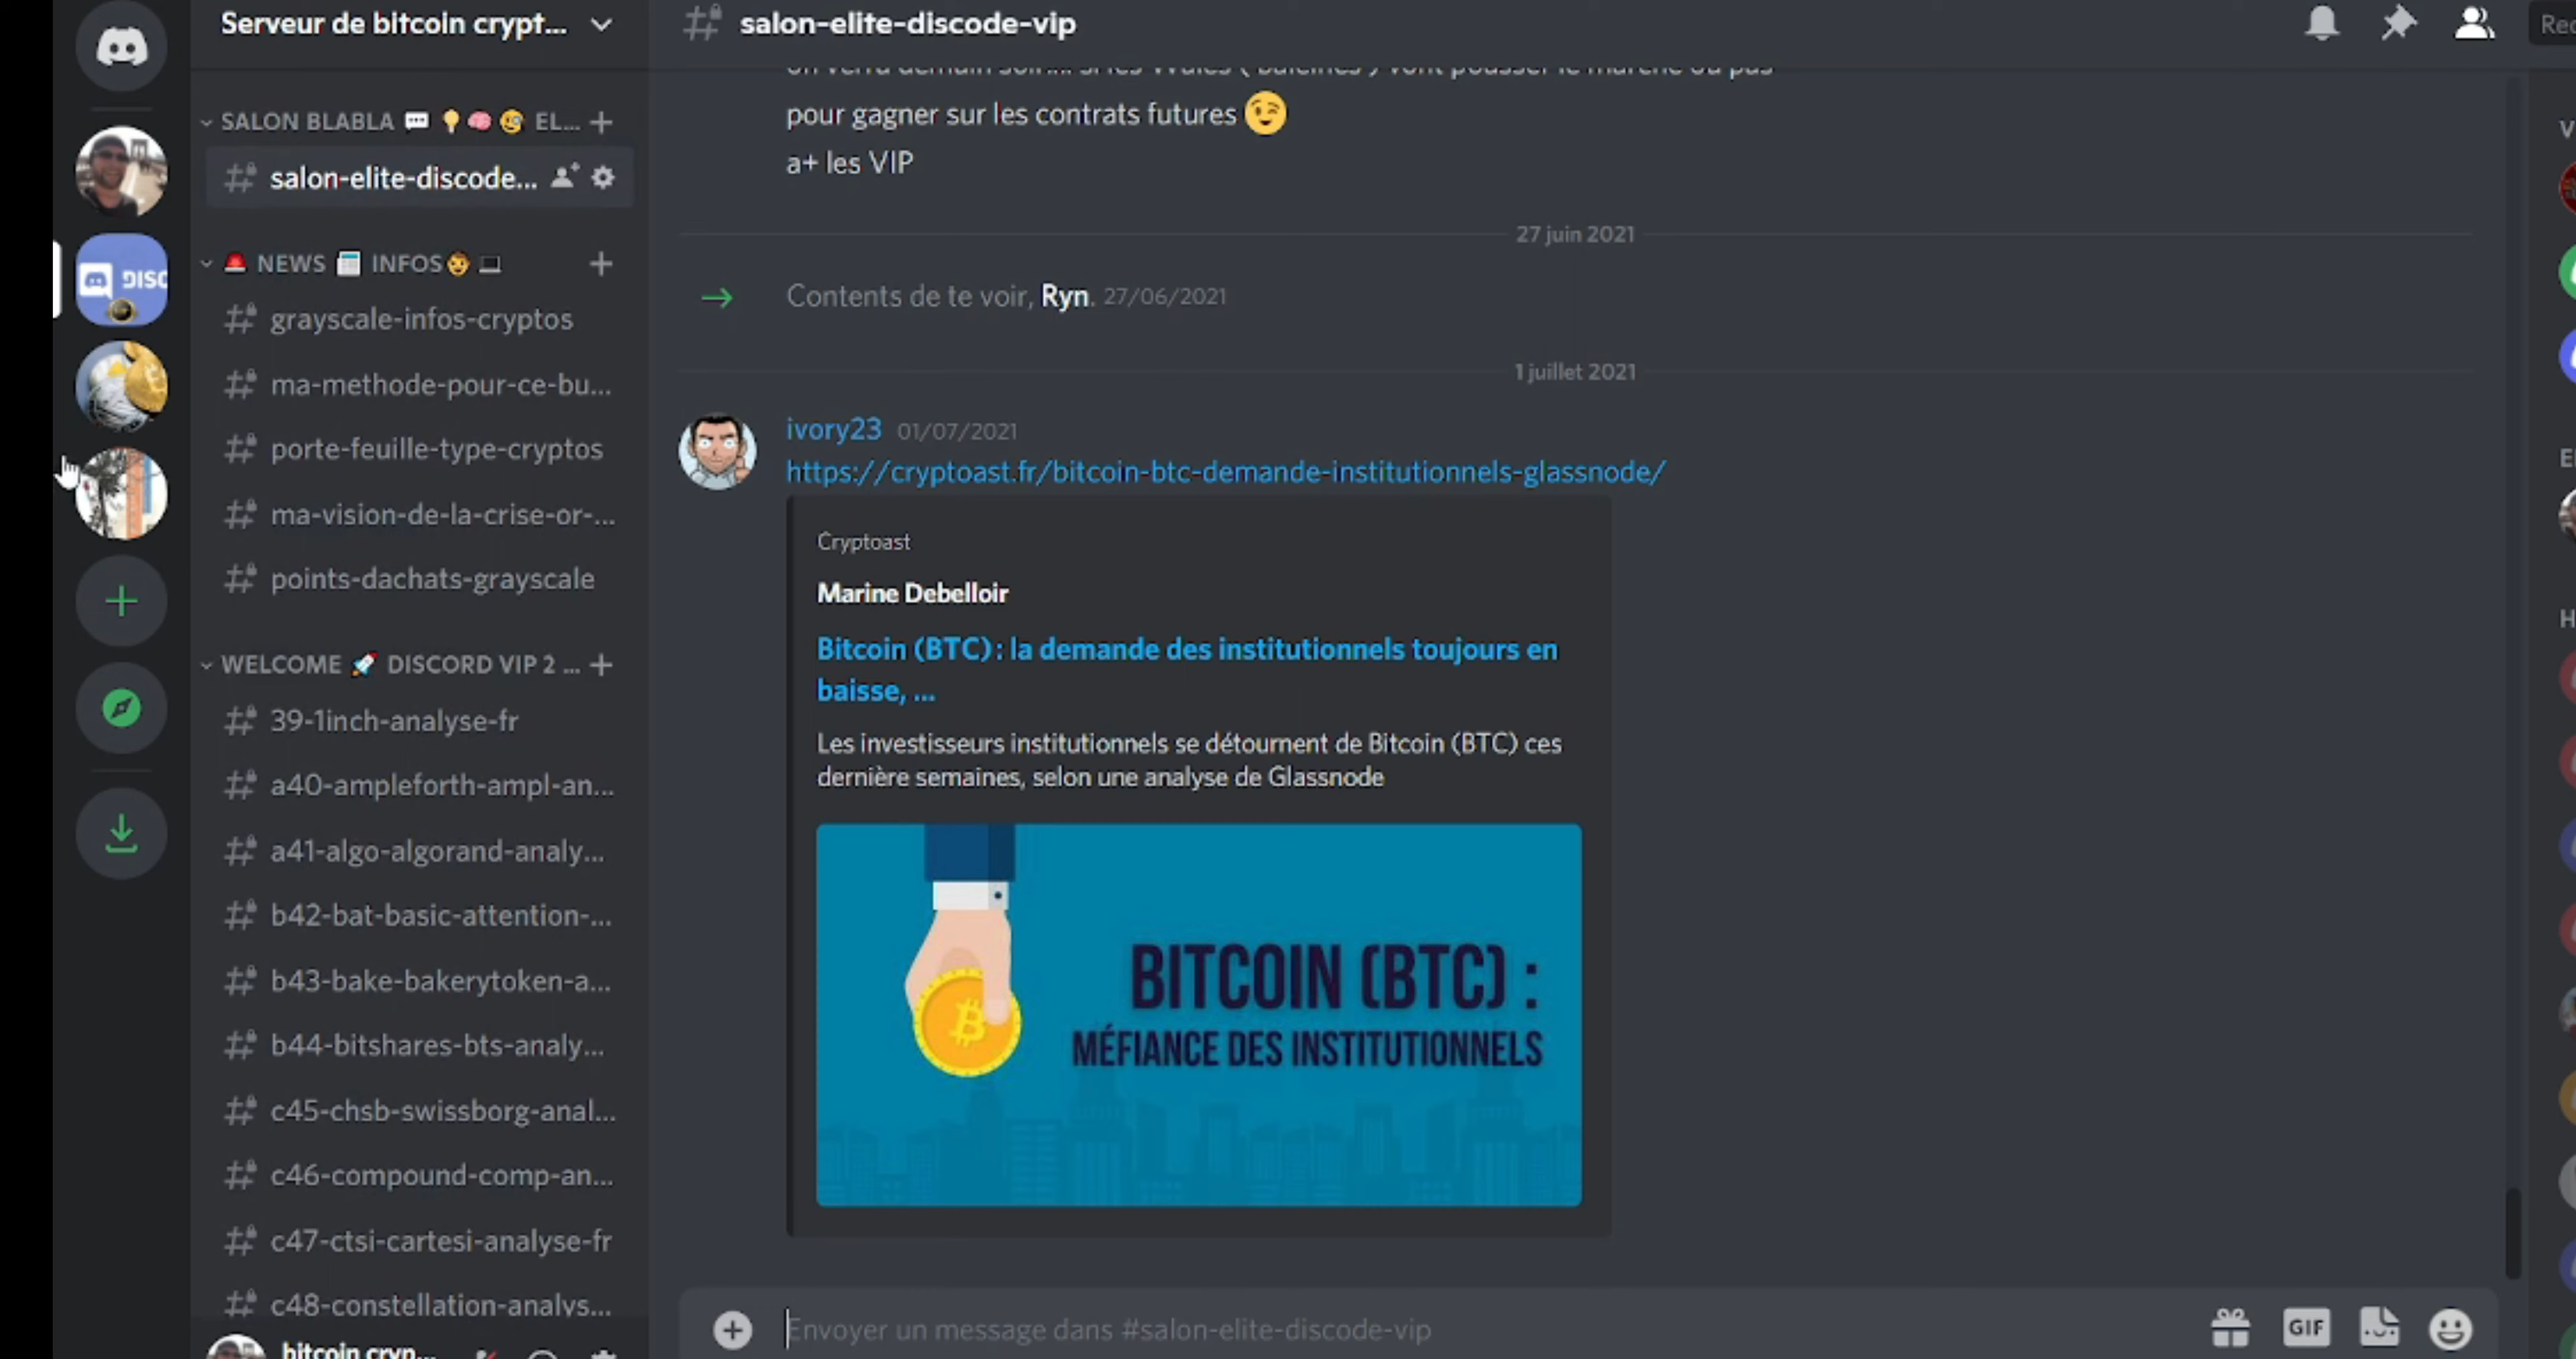 DISC
Serveur de bitcoin crypt...
SALON BLABLA 💬 💡🧠🧐 EL...
salon-elite-discode...
🚨 NEWS 📰 INFOS👨 💻
grayscale-infos-cryptos
ma-methode-pour-ce-bu...
porte-feuille-type-cryptos
ma-vision-de-la-crise-or-...
points-dachats-grayscale
WELCOME 🚀 DISCORD VIP 2 ...
39-1inch-analyse-fr
a40-ampleforth-ampl-an...
a41-algo-algorand-analy...
b42-bat-basic-attention-...
b43-bake-bakerytoken-a...
b44-bitshares-bts-analy...
c45-chsb-swissborg-anal...
c46-compound-comp-an...
c47-ctsi-cartesi-analyse-fr
c48-constellation-analys...
bitcoin cryp...
salon-elite-discode-vip
Rec
pour gagner sur les contrats futures 😉
a+ les VIP
27 juin 2021
Contents de te voir, Ryn. 27/06/2021
1 juillet 2021
ivory23 01/07/2021
https://cryptoast.fr/bitcoin-btc-demande-institutionnels-glassnode/
Cryptoast
Marine Debelloir
Bitcoin (BTC) : la demande des institutionnels toujours en
baisse, ...
Les investisseurs institutionnels se détournent de Bitcoin (BTC) ces
dernière semaines, selon une analyse de Glassnode
BITCOIN (BTC) :
MÉFIANCE DES INSTITUTIONNELS
Envoyer un message dans #salon-elite-discode-vip
GIF